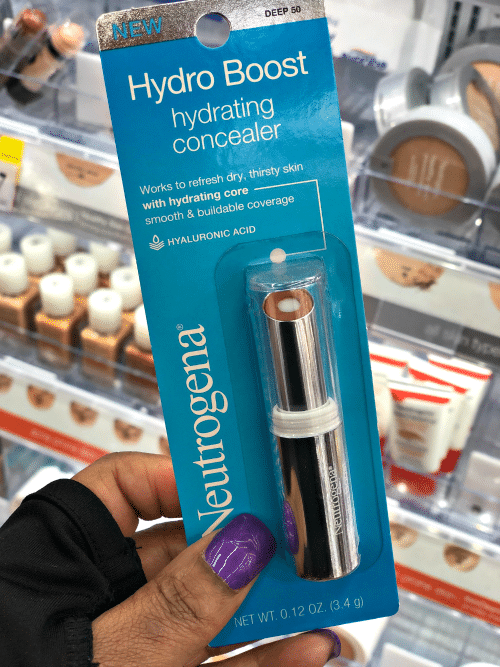 NEW
DEEP 50
Hydro Boost
hydrating
concealer
Works to refresh dry, thirsty skin
with hydrating core
smooth & buildable coverage
HYALURONIC ACID
Neutrogena®
Neutrogena®
NET WT. 0.12 OZ. (3.4 g)